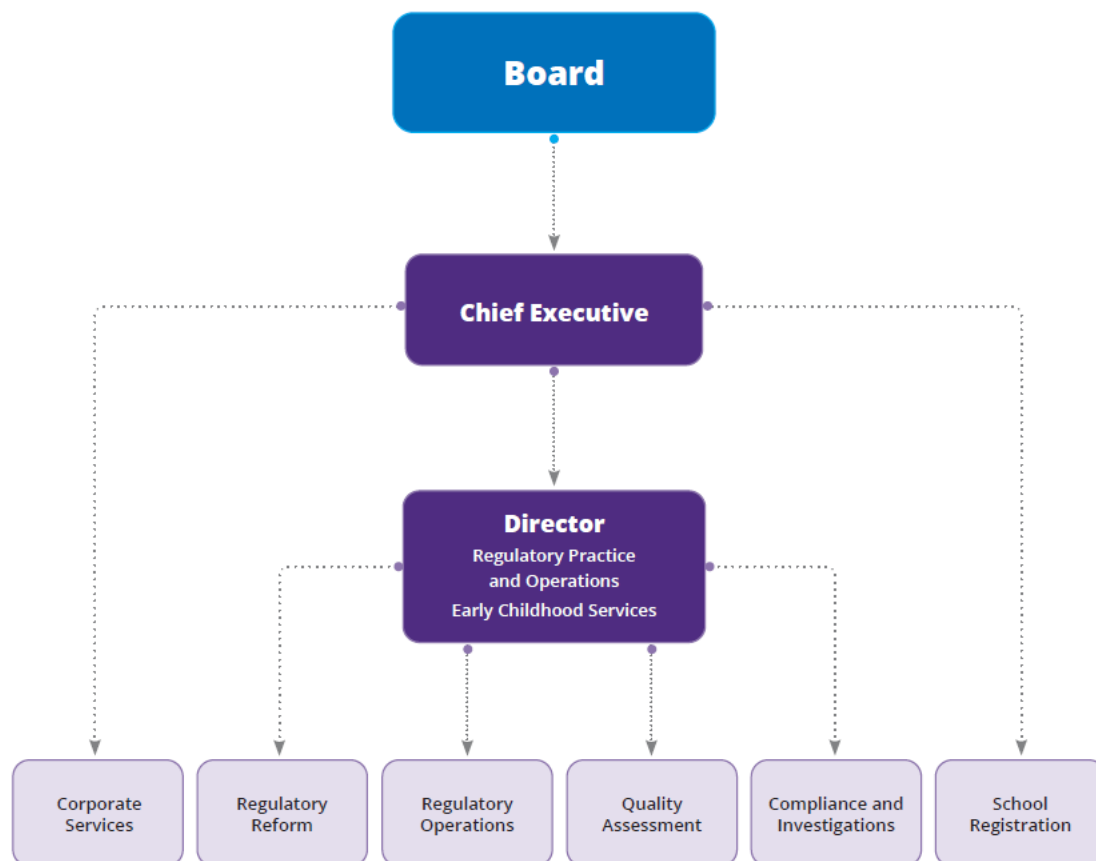 Board
Chief Executive
Director
Regulatory Practice
and Operations
Early Childhood Services
Corporate
Services
Regulatory
Reform
Regulatory
Operations
Quality
Assessment
Compliance and
Investigations
School
Registration